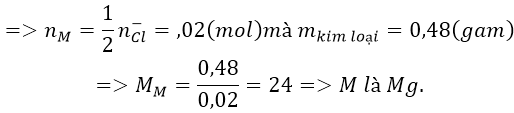 => n_M = 1/2 n_Cl^- = ,02(mol)mà m_kim loại = 0,48(gam)
=> M_M = 0,48/0,02 = 24 => M là Mg.